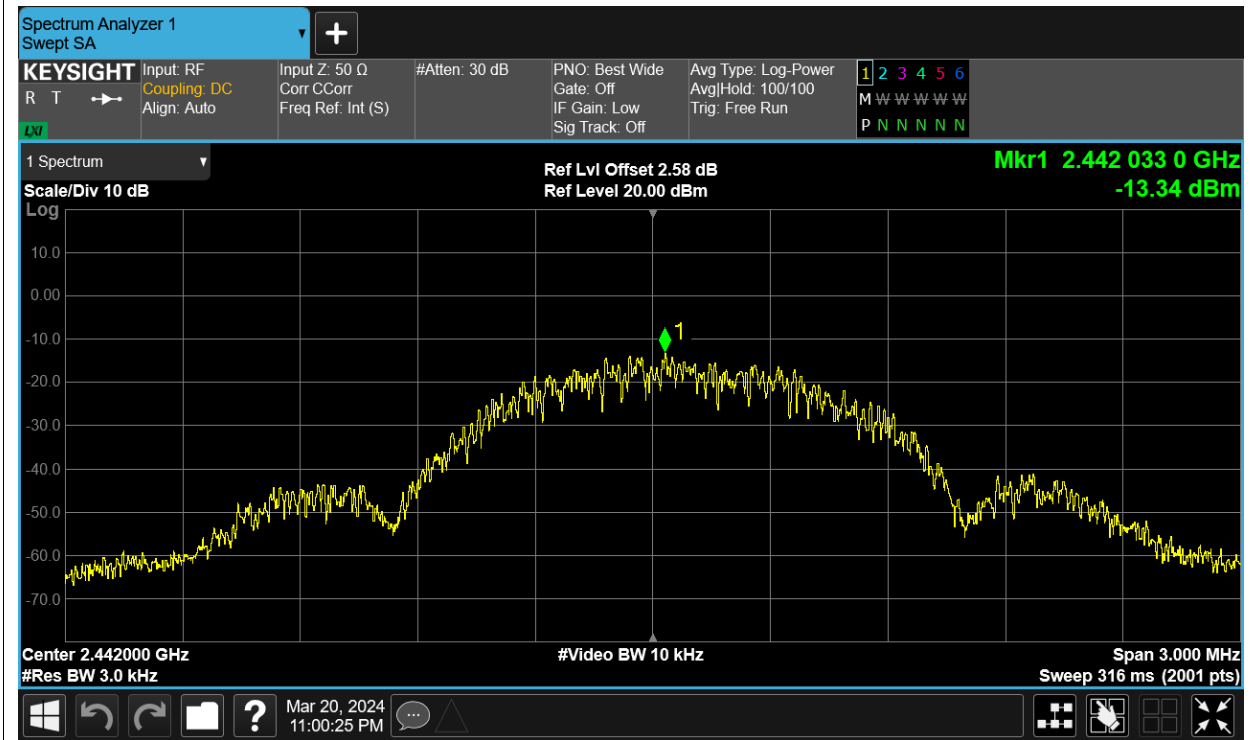 Spectrum Analyzer 1
Swept SA
KEYSIGHT
R T
LXI
Input: RF
Coupling: DC
Align: Auto
Input Z: 50 Ω
Corr CCorr
Freq Ref: Int (S)
#Atten: 30 dB
PNO: Best Wide
Gate: Off
IF Gain: Low
Sig Track: Off
Avg Type: Log-Power
Avg|Hold: 100/100
Trig: Free Run
1 2 3 4 5 6
M W W W W W
P N N N N N
1 Spectrum
Scale/Div 10 dB
Log
Ref Lvl Offset 2.58 dB
Ref Level 20.00 dBm
Mkr1 2.442 033 0 GHz
-13.34 dBm
10.0
0.00
-10.0
-20.0
-30.0
-40.0
-50.0
-60.0
-70.0
1
Center 2.442000 GHz
#Res BW 3.0 kHz
#Video BW 10 kHz
Span 3.000 MHz
Sweep 316 ms (2001 pts)
?
Mar 20, 2024
11:00:25 PM